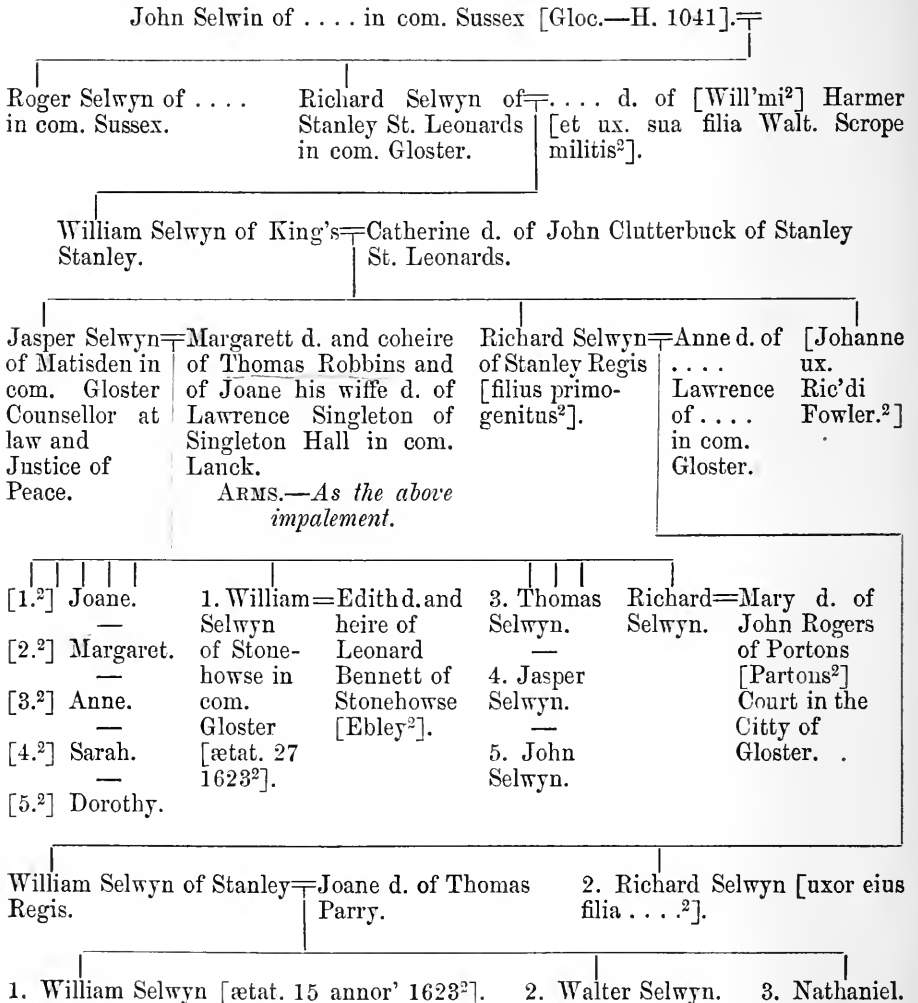 John Selwin of . . . . in com. Sussex [Gloc.—H. 1041].
Roger Selwyn of . . . .
in com. Sussex.
Richard Selwyn of
Stanley St. Leonards
in com. Gloster.
. . . . d. of [Will'mi²] Harmer
[et ux. sua filia Walt. Scrope
militis²].
William Selwyn of King's
Stanley.
Catherine d. of John Clutterbuck of Stanley
St. Leonards.
Jasper Selwyn
of Matisden in
com. Gloster
Counsellor at
law and
Justice of
Peace.
Margarett d. and coheire
of Thomas Robbins and
of Joane his wiffe d. of
Lawrence Singleton of
Singleton Hall in com.
Lanck.
ARMS.—As the above
impalement.
Richard Selwyn
of Stanley Regis
[filius primo-
genitus²].
Anne d. of
. . . .
Lawrence
of . . . .
in com.
Gloster.
[Johanne
ux.
Ric'di
Fowler.²]
[1.²] Joane.
—
[2.²] Margaret.
—
[3.²] Anne.
—
[4.²] Sarah.
—
[5.²] Dorothy.
1. William
Selwyn
of Stone-
howse in
com.
Gloster
[ætat. 27
1623²].
Edith d. and
heire of
Leonard
Bennett of
Stonehowse
[Ebley²].
3. Thomas
Selwyn.
—
4. Jasper
Selwyn.
—
5. John
Selwyn.
Richard
Selwyn.
Mary d. of
John Rogers
of Portons
[Partons²]
Court in the
Citty of
Gloster.
William Selwyn of Stanley
Regis.
Joane d. of Thomas
Parry.
2. Richard Selwyn [uxor eius
filia . . . .²].
1. William Selwyn [ætat. 15 annor' 1623²]. 2. Walter Selwyn. 3. Nathaniel.